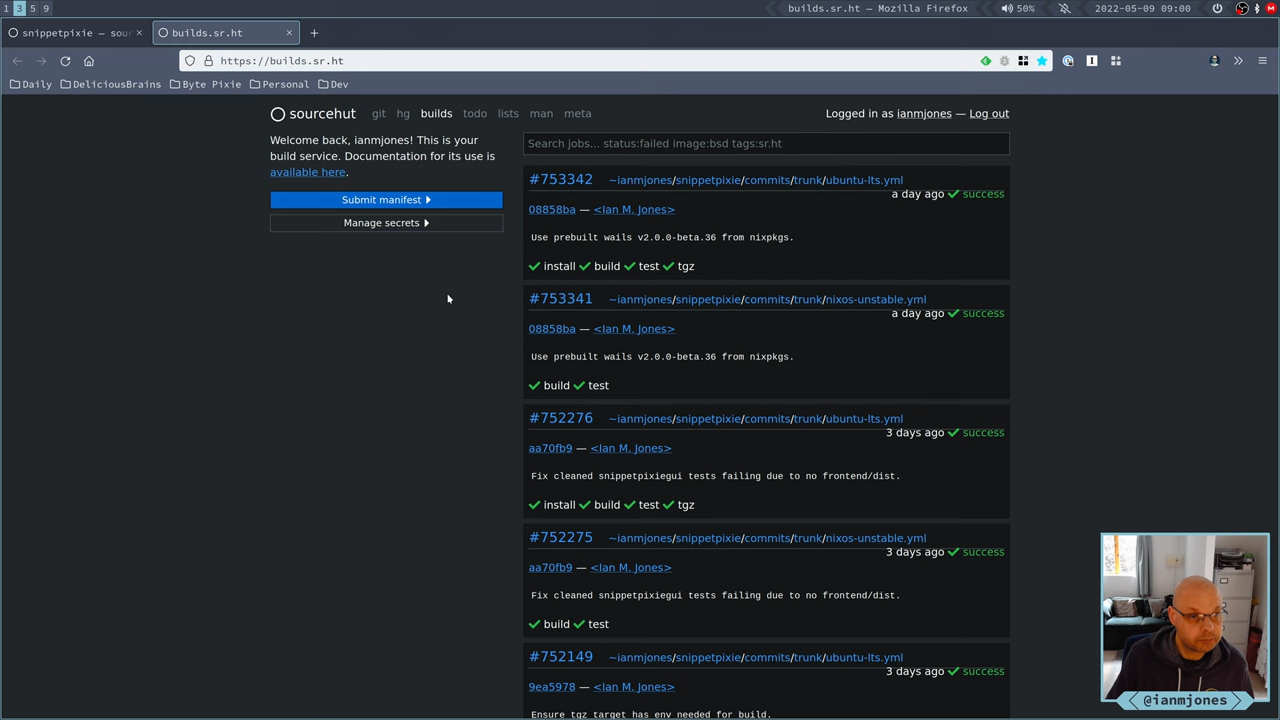 1 3 5 9
builds.sr.ht — Mozilla Firefox
50%
2022-05-09 09:00
snippetpixie — sour
builds.sr.ht
https://builds.sr.ht
Daily DeliciousBrains Byte Pixie Personal Dev
sourcehut git hg builds todo lists man meta
Logged in as ianmjones — Log out
Welcome back, ianmjones! This is your
build service. Documentation for its use is
available here.
Submit manifest
Manage secrets
Search jobs... status:failed image:bsd tags:sr.ht
#753342 ~ianmjones/snippetpixie/commits/trunk/ubuntu-lts.yml
a day ago success
08858ba — <Ian M. Jones>
Use prebuilt wails v2.0.0-beta.36 from nixpkgs.
install build test tgz
#753341 ~ianmjones/snippetpixie/commits/trunk/nixos-unstable.yml
a day ago success
08858ba — <Ian M. Jones>
Use prebuilt wails v2.0.0-beta.36 from nixpkgs.
build test
#752276 ~ianmjones/snippetpixie/commits/trunk/ubuntu-lts.yml
3 days ago success
aa70fb9 — <Ian M. Jones>
Fix cleaned snippetpixiegui tests failing due to no frontend/dist.
install build test tgz
#752275 ~ianmjones/snippetpixie/commits/trunk/nixos-unstable.yml
3 days ago success
aa70fb9 — <Ian M. Jones>
Fix cleaned snippetpixiegui tests failing due to no frontend/dist.
build test
#752149 ~ianmjones/snippetpixie/commits/trunk/ubuntu-lts.yml
3 days ago success
9ea5978 — <Ian M. Jones>
Ensure tgz target has env needed for build.
@ianmjones